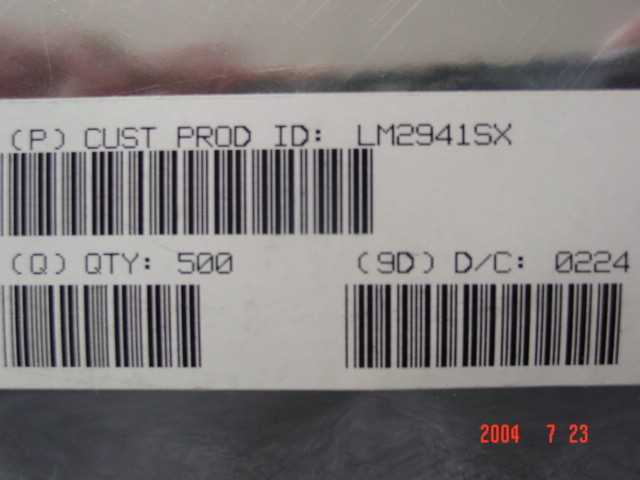 (P) CUST PROD ID: LM2941SX
(Q) QTY: 500 (9D) D/C: 0224
2004 7 23